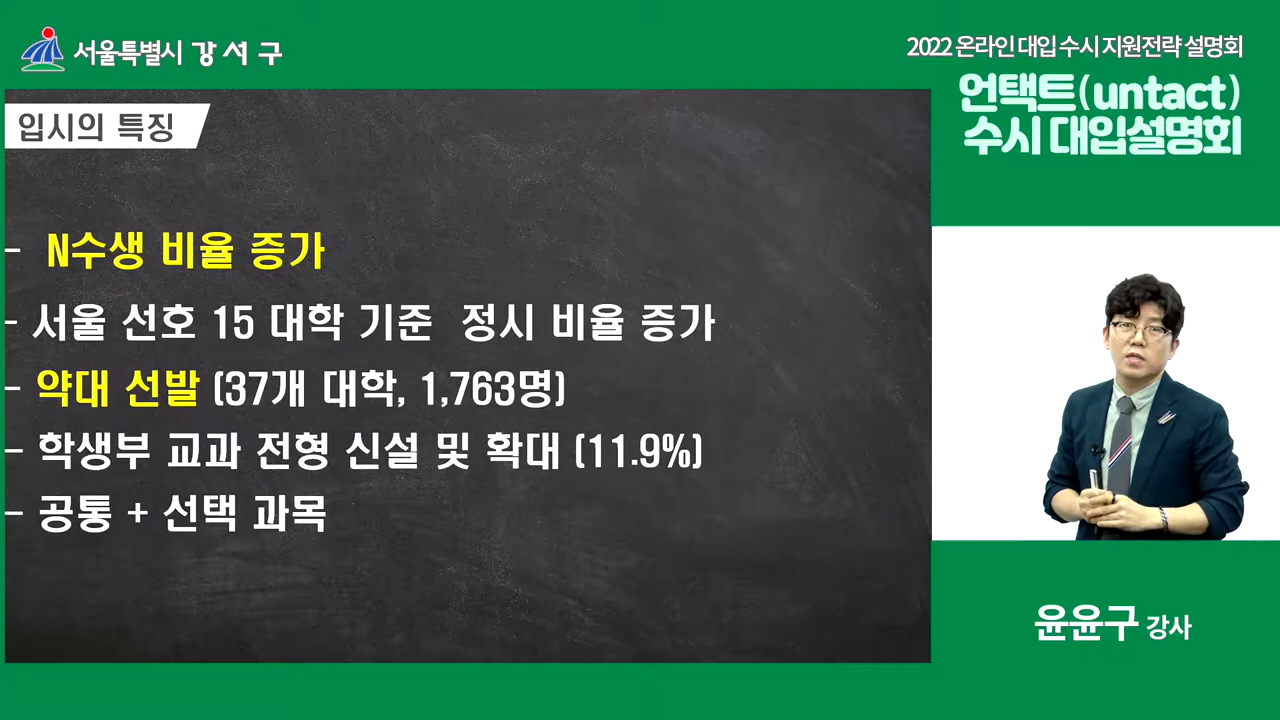 서울특별시 강서구
2022 온라인 대입 수시 지원전략 설명회
언택트(untact)
수시 대입설명회
입시의 특징
- N수생 비율 증가
- 서울 선호 15 대학 기준 정시 비율 증가
- 약대 선발 (37개 대학, 1,763명)
- 학생부 교과 전형 신설 및 확대 (11.9%)
- 공통 + 선택 과목
윤윤구 강사